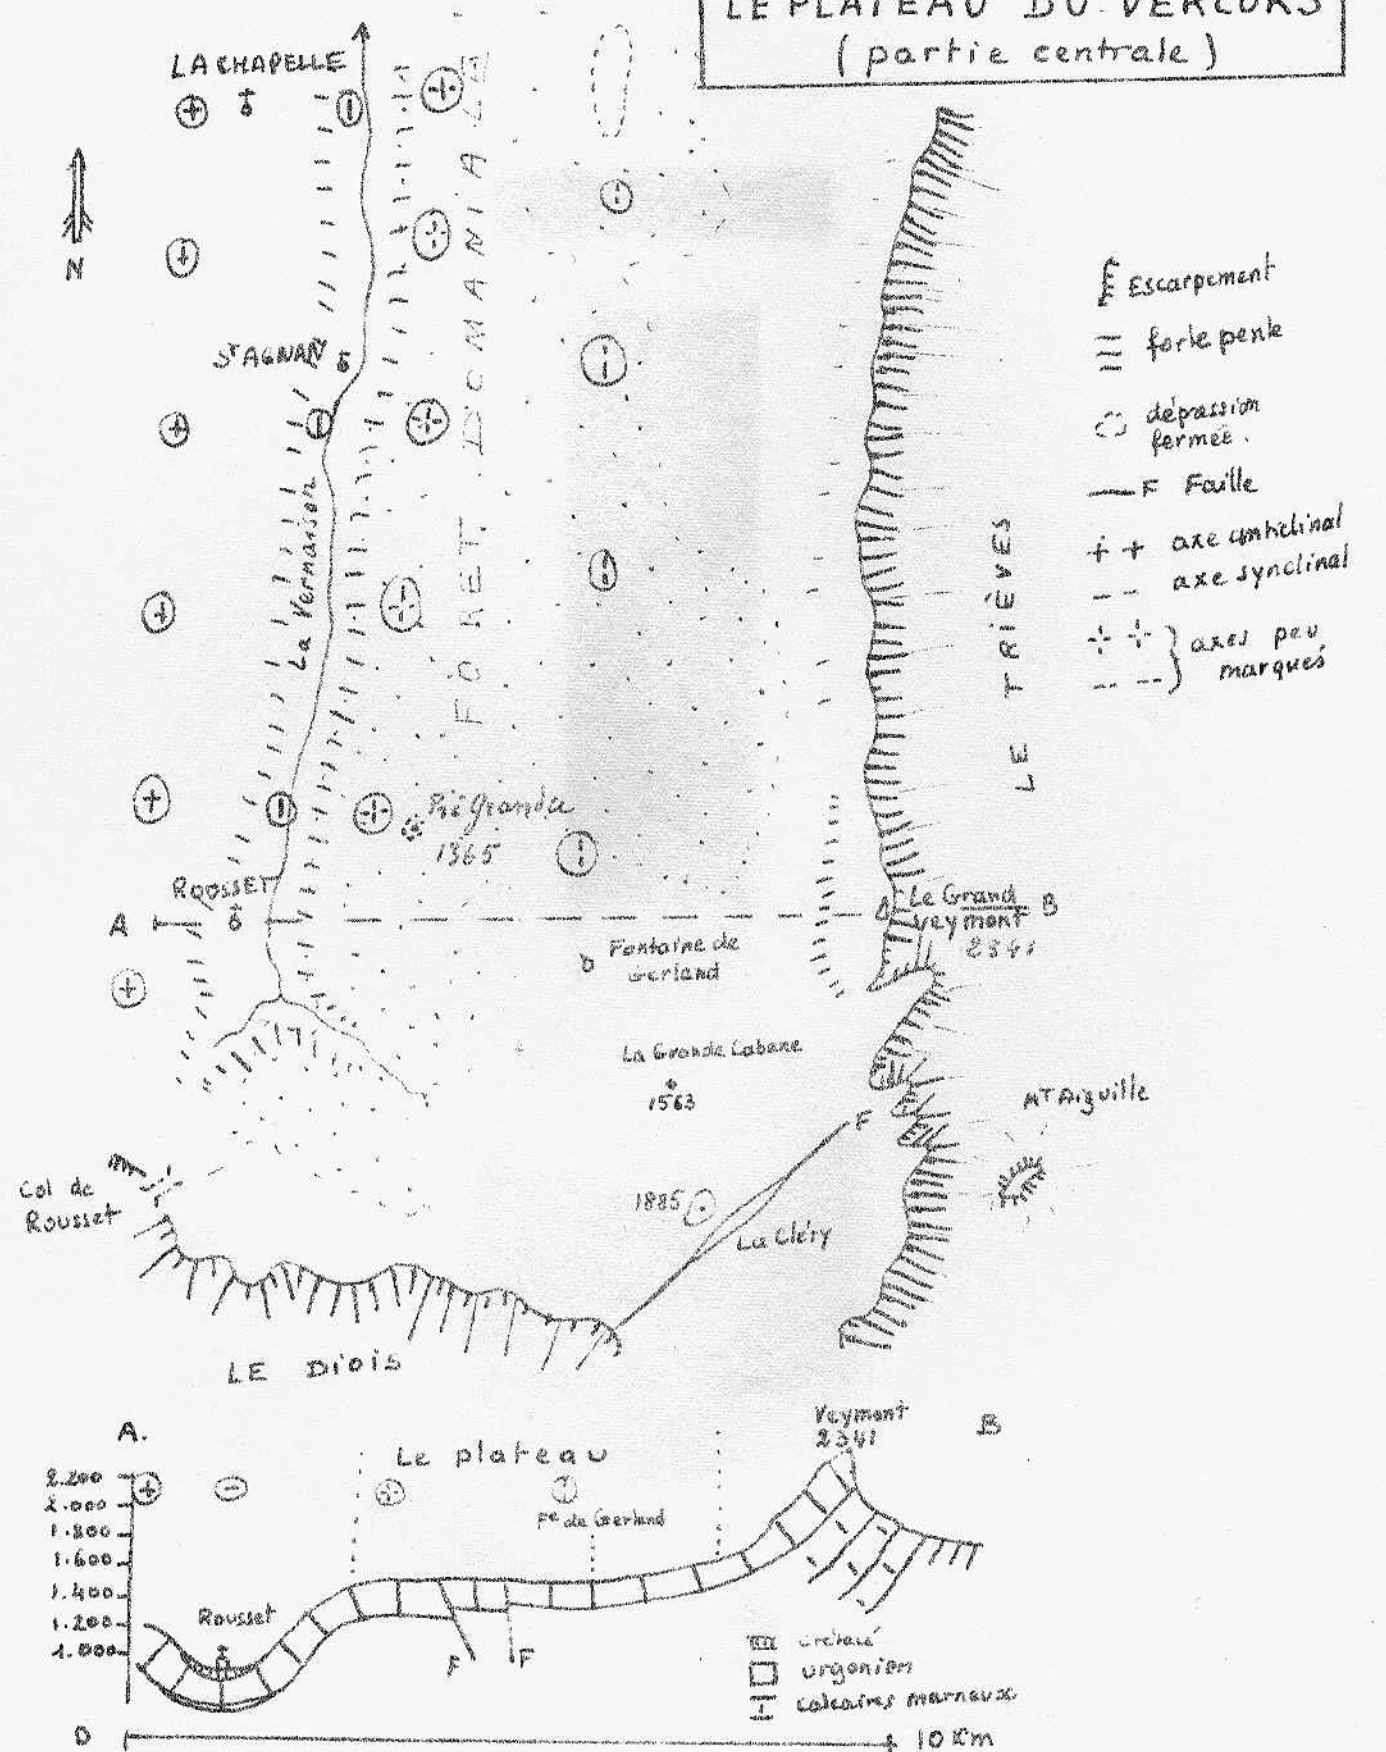 LE PLATEAU DU VERCORS
( partie centrale )
LA CHAPELLE
N
ST AGNAN
La Vernaison
FORET DOMANIALE
Escarpement
forte pente
dépression
fermée.
F Faille
axe anticlinal
axe synclinal
axes peu
marqués
LE TRIÈVES
Pré Grandu
1365
ROUSSET
A
Le Grand
Veymont
B
2341
Fontaine de
Gerland
La Grande Cabane
1563
MT Aiguille
F
Col de
Rousset
1885
La Cléry
LE DIOIS
A.
Le plateau
Veymont
2341
B
2.200
2.000
1.800
1.600
1.400
1.200
1.000
Fe de Gerland
Rousset
F
F
crétacé
urgonien
calcaires marneux
0
10 Km